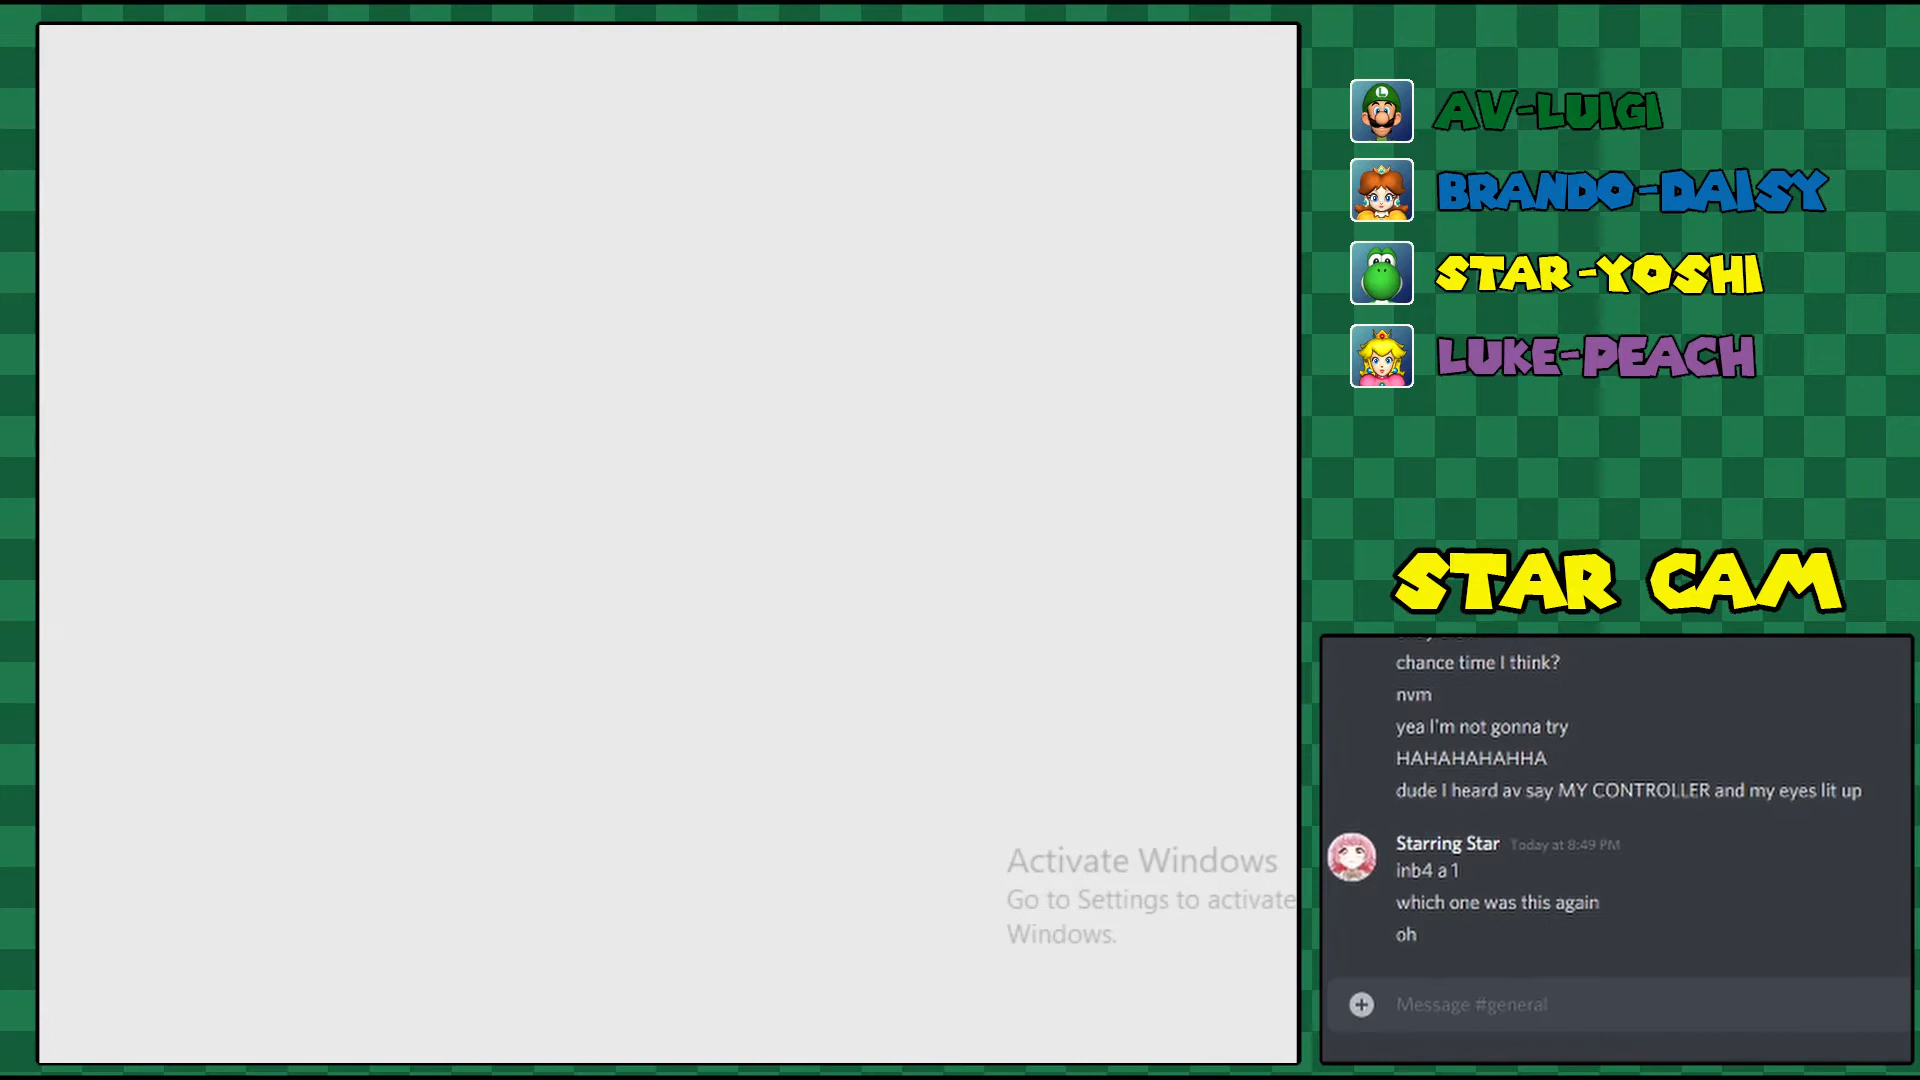 AV-LUIGI
BRANDO-DAISY
STAR-YOSHI
LUKE-PEACH
STAR CAM
chance time I think?
nvm
yea I'm not gonna try
HAHAHAHAHHA
dude I heard av say MY CONTROLLER and my eyes lit up
Starring Star Today at 8:49 PM
inb4 a 1
which one was this again
oh
Message #general
Activate Windows
Go to Settings to activate
Windows.